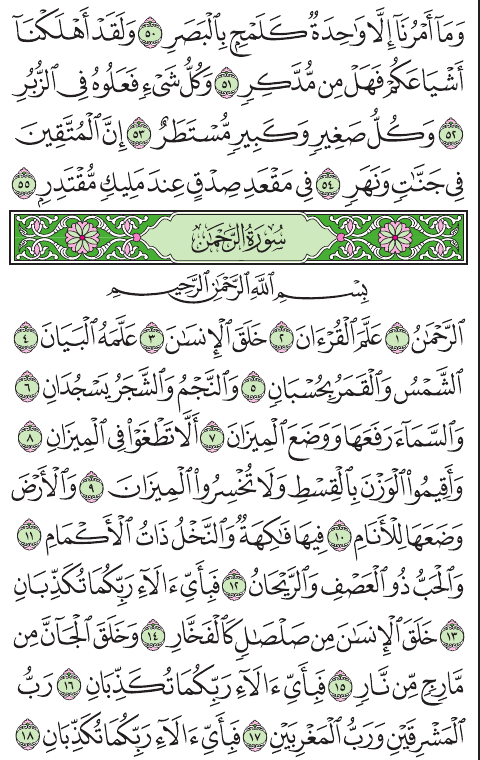 وَمَآ أَمْرُنَآ إِلَّا وَٰحِدَةٌ كَلَمْحٍۭ بِٱلْبَصَرِ ٥٠ وَلَقَدْ أَهْلَكْنَآ
أَشْيَاعَكُمْ فَهَلْ مِن مُّدَّكِرٍ ٥١ وَكُلُّ شَىْءٍ فَعَلُوهُ فِى ٱلزُّبُرِ
٥٢ وَكُلُّ صَغِيرٍ وَكَبِيرٍ مُّسْتَطَرٌ ٥٣ إِنَّ ٱلْمُتَّقِينَ
فِى جَنَّٰتٍ وَنَهَرٍ ٥٤ فِى مَقْعَدِ صِدْقٍ عِندَ مَلِيكٍ مُّقْتَدِرٍۭ ٥٥
سُورَةُ الرَّحْمَٰن
بِسْمِ ٱللَّهِ ٱلرَّحْمَٰنِ ٱلرَّحِيمِ
ٱلرَّحْمَٰنُ ١ عَلَّمَ ٱلْقُرْءَانَ ٢ خَلَقَ ٱلْإِنسَٰنَ ٣ عَلَّمَهُ ٱلْبَيَانَ ٤
ٱلشَّمْسُ وَٱلْقَمَرُ بِحُسْبَانٍ ٥ وَٱلنَّجْمُ وَٱلشَّجَرُ يَسْجُدَانِ ٦
وَٱلسَّمَآءَ رَفَعَهَا وَوَضَعَ ٱلْمِيزَانَ ٧ أَلَّا تَطْغَوْا۟ فِى ٱلْمِيزَانِ ٨
وَأَقِيمُوا۟ ٱلْوَزْنَ بِٱلْقِسْطِ وَلَا تُخْسِرُوا۟ ٱلْمِيزَانَ ٩ وَٱلْأَرْضَ
وَضَعَهَا لِلْأَنَامِ ١٠ فِيهَا فَٰكِهَةٌ وَٱلنَّخْلُ ذَاتُ ٱلْأَكْمَامِ ١١
وَٱلْحَبُّ ذُو ٱلْعَصْفِ وَٱلرَّيْحَانُ ١٢ فَبِأَىِّ ءَالَآءِ رَبِّكُمَا تُكَذِّبَانِ
١٣ خَلَقَ ٱلْإِنسَٰنَ مِن صَلْصَٰلٍ كَٱلْفَخَّارِ ١٤ وَخَلَقَ ٱلْجَآنَّ مِن
مَّارِجٍ مِّن نَّارٍ ١٥ فَبِأَىِّ ءَالَآءِ رَبِّكُمَا تُكَذِّبَانِ ١٦ رَبُّ
ٱلْمَشْرِقَيْنِ وَرَبُّ ٱلْمَغْرِبَيْنِ ١٧ فَبِأَىِّ ءَالَآءِ رَبِّكُمَا تُكَذِّبَانِ ١٨